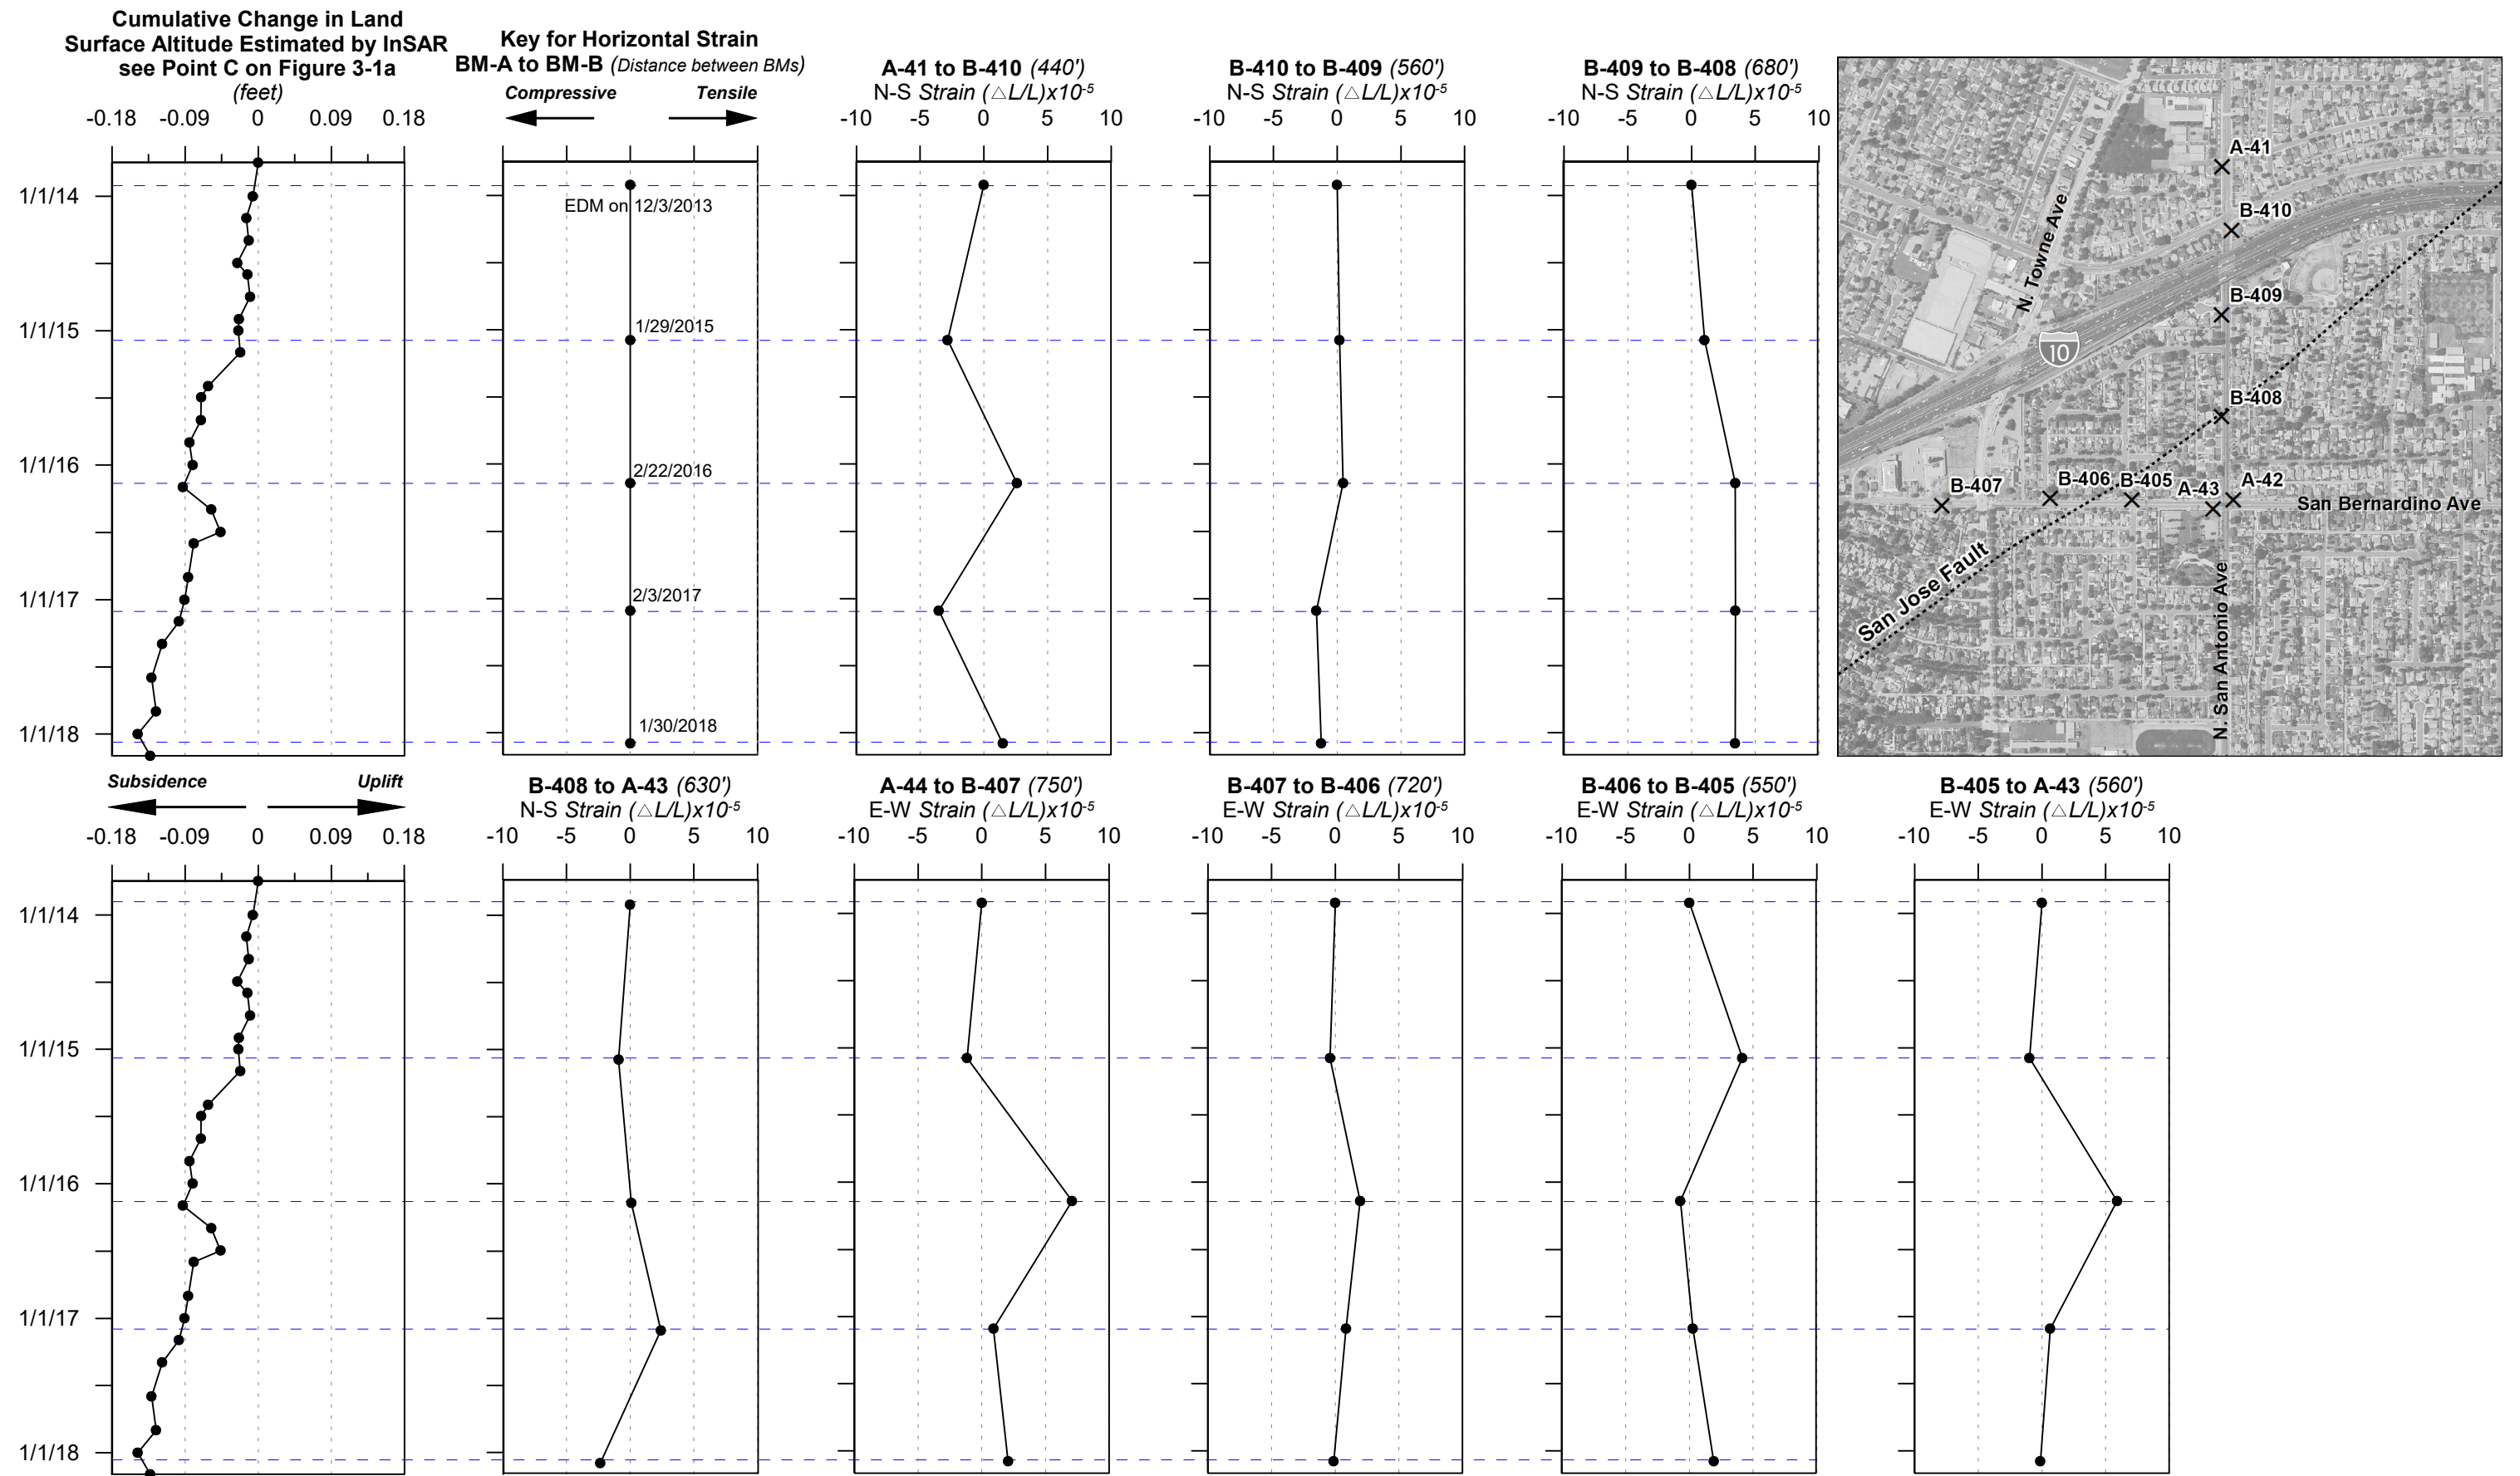 Cumulative Change in Land
Surface Altitude Estimated by InSAR
see Point C on Figure 3-1a
(feet)
-0.18 -0.09 0 0.09 0.18
Key for Horizontal Strain
BM-A to BM-B (Distance between BMs)
Compressive Tensile
A-41 to B-410 (440')
N-S Strain (△L/L)x10-5
-10 -5 0 5 10
B-410 to B-409 (560')
N-S Strain (△L/L)x10-5
-10 -5 0 5 10
B-409 to B-408 (680')
N-S Strain (△L/L)x10-5
-10 -5 0 5 10
1/1/14
1/1/15
1/1/16
1/1/17
1/1/18
EDM on 12/3/2013
1/29/2015
2/22/2016
2/3/2017
1/30/2018
A-41
B-410
N. Towne Ave
B-409
10
B-408
B-407
B-406
B-405
A-43
A-42
San Bernardino Ave
San Jose Fault
N. San Antonio Ave
Subsidence Uplift
-0.18 -0.09 0 0.09 0.18
B-408 to A-43 (630')
N-S Strain (△L/L)x10-5
-10 -5 0 5 10
A-44 to B-407 (750')
E-W Strain (△L/L)x10-5
-10 -5 0 5 10
B-407 to B-406 (720')
E-W Strain (△L/L)x10-5
-10 -5 0 5 10
B-406 to B-405 (550')
E-W Strain (△L/L)x10-5
-10 -5 0 5 10
B-405 to A-43 (560')
E-W Strain (△L/L)x10-5
-10 -5 0 5 10
1/1/14
1/1/15
1/1/16
1/1/17
1/1/18